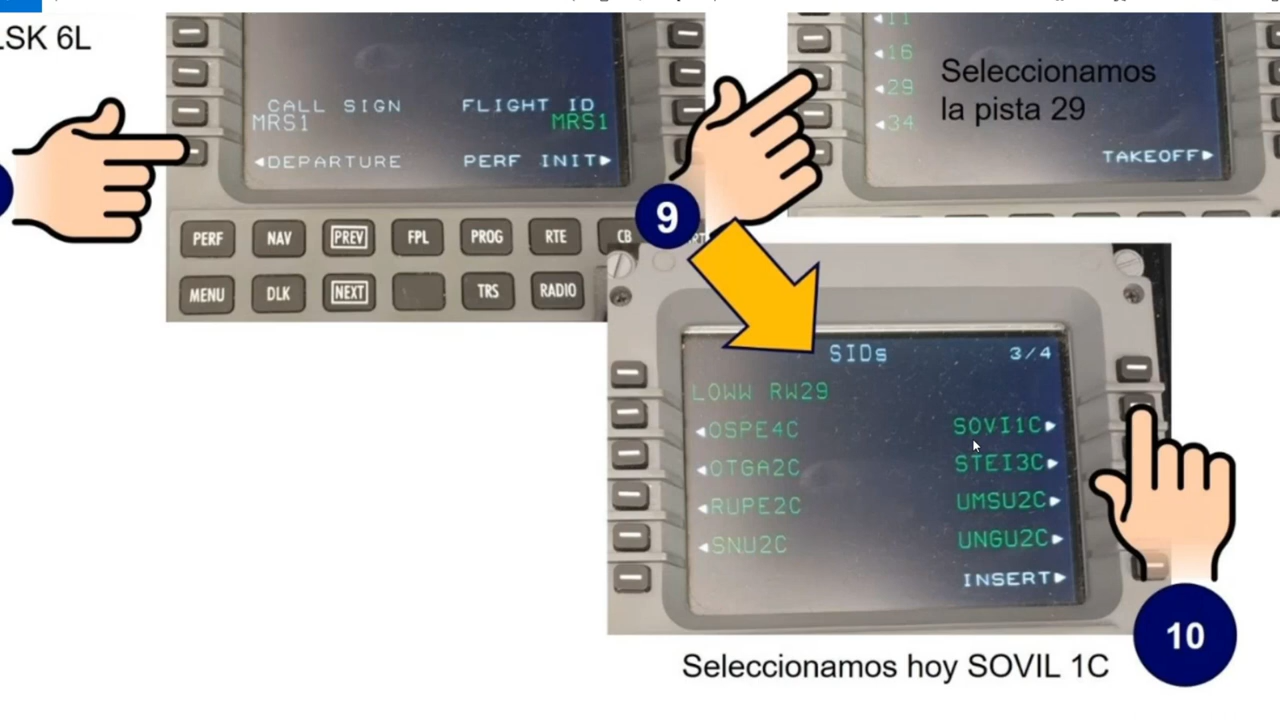 LSK 6L
CALL SIGN FLIGHT ID
MRS1 MRS1
◂DEPARTURE PERF INIT▸
PERF NAV PREV FPL PROG RTE CB
MENU DLK NEXT TRS RADIO
◂11
◂16
◂29
◂34
Seleccionamos
la pista 29
TAKEOFF▸
9
SIDs 3/4
LOWW RW29
◂OSPE4C SOVI1C▸
◂OTGA2C STEI3C▸
◂RUPE2C UMSU2C▸
◂SNU2C UNGU2C▸
INSERT▸
10
Seleccionamos hoy SOVIL 1C